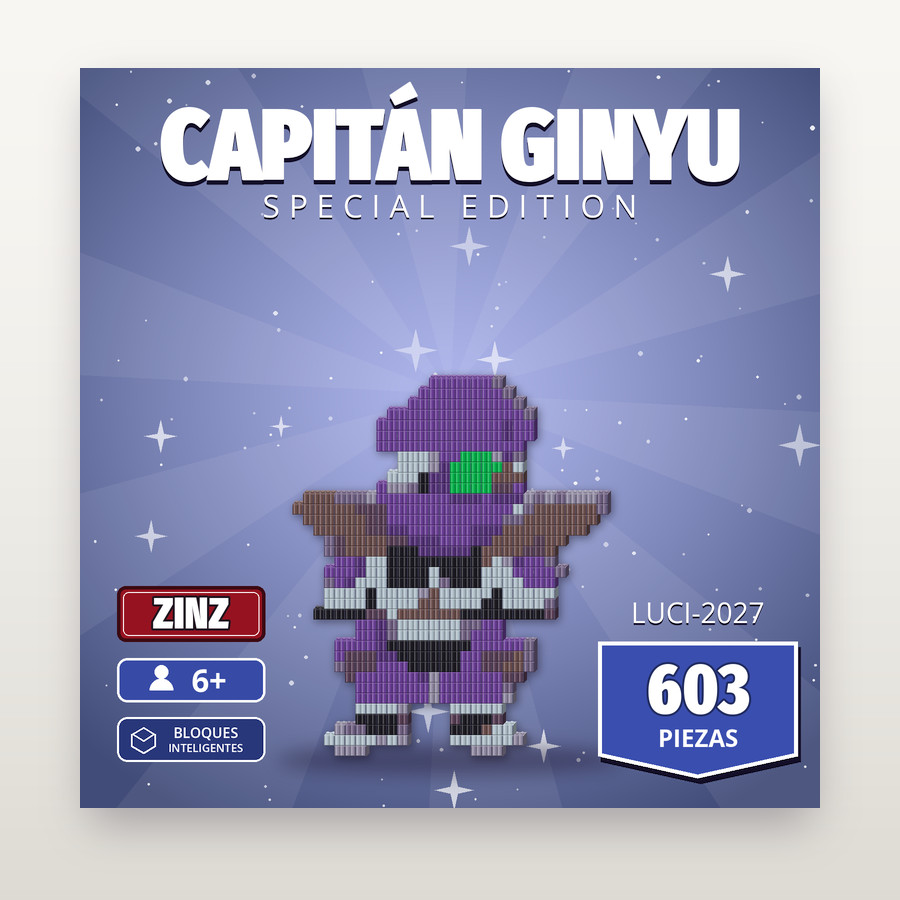 CAPITÁN GINYU
SPECIAL EDITION
ZINZ
6+
BLOQUES
INTELIGENTES
LUCI-2027
603
PIEZAS